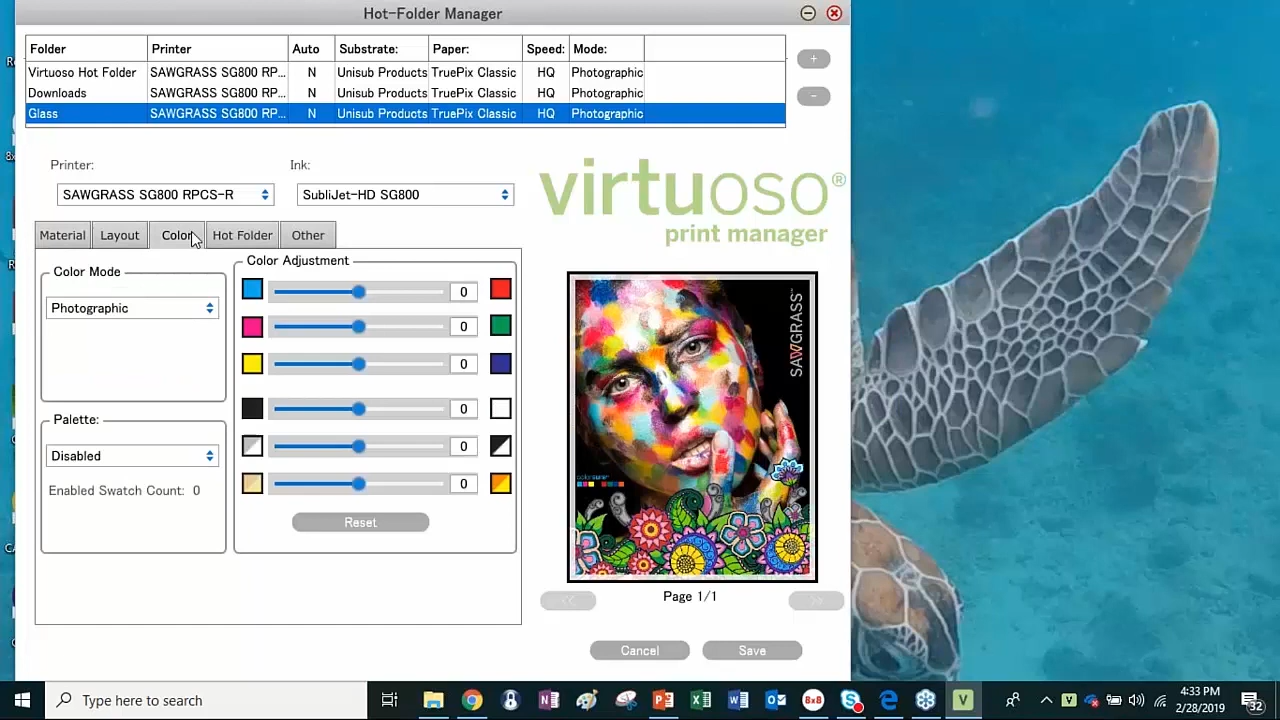 Hot-Folder Manager
Folder Printer Auto Substrate: Paper: Speed: Mode:
Virtuoso Hot Folder SAWGRASS SG800 RP... N Unisub Products TruePix Classic HQ Photographic
Downloads SAWGRASS SG800 RP... N Unisub Products TruePix Classic HQ Photographic
Glass SAWGRASS SG800 RP... N Unisub Products TruePix Classic HQ Photographic
+
-
Printer: Ink:
SAWGRASS SG800 RPCS-R SubliJet-HD SG800
virtuoso®
print manager
Material Layout Color Hot Folder Other
Color Mode
Photographic
Palette:
Disabled
Enabled Swatch Count: 0
Color Adjustment
0
0
0
0
0
0
Reset
SAWGRASS™
Page 1/1
<< >>
Cancel Save
Type here to search
8x8
4:33 PM
2/28/2019
32